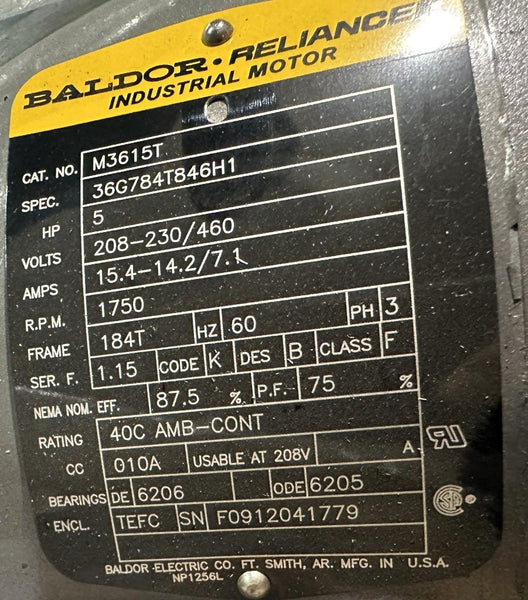 BALDOR • RELIANCE
INDUSTRIAL MOTOR
CAT. NO. M3615T
SPEC. 36G784T846H1
HP 5
VOLTS 208-230/460
AMPS 15.4-14.2/7.1
R.P.M. 1750
FRAME 184T HZ 60 PH 3
SER. F. 1.15 CODE K DES B CLASS F
NEMA NOM. EFF. 87.5 % P.F. 75 %
RATING 40C AMB-CONT
CC 010A USABLE AT 208V A
BEARINGS DE 6206 ODE 6205
ENCL. TEFC SN F0912041779
BALDOR ELECTRIC CO. FT. SMITH, AR. MFG. IN U.S.A.
NP1256L